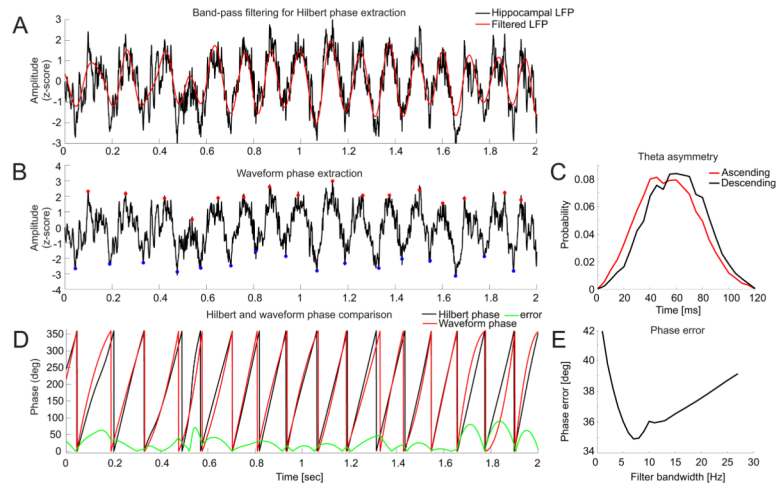 A
Band-pass filtering for Hilbert phase extraction
Hippocampal LFP
Filtered LFP
Amplitude
(z-score)
3
2
1
0
-1
-2
-3
0 0.2 0.4 0.6 0.8 1 1.2 1.4 1.6 1.8 2
B
Waveform phase extraction
Amplitude
(z-score)
3
2
1
0
-1
-2
-3
-4
0 0.2 0.4 0.6 0.8 1 1.2 1.4 1.6 1.8 2
C
Theta asymmetry
Ascending
Descending
Probability
0.08
0.06
0.04
0.02
0
0 20 40 60 80 100 120
Time [ms]
D
Hilbert and waveform phase comparison
Hilbert phase
error
Waveform phase
Phase (deg)
350
300
250
200
150
100
50
0
0 0.2 0.4 0.6 0.8 1 1.2 1.4 1.6 1.8 2
Time [sec]
E
Phase error
Phase error [deg]
42
40
38
36
34
0 5 10 15 20 25 30
Filter bandwidth [Hz]